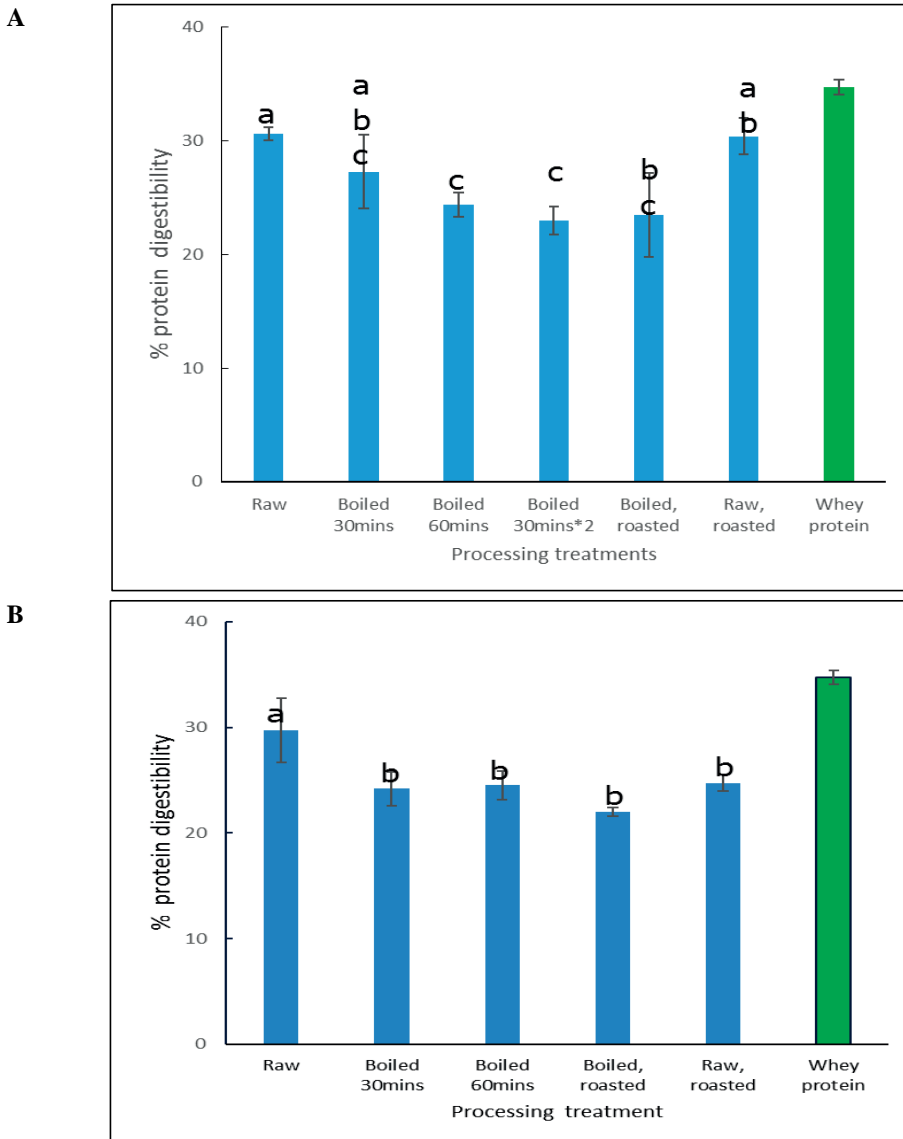 A
40
30
20
10
0
% protein digestibility
a
a
b
c
c
c
b
c
a
b
Raw
Boiled
30mins
Boiled
60mins
Boiled
30mins*2
Boiled,
roasted
Raw,
roasted
Whey
protein
Processing treatments
B
40
30
20
10
0
% protein digestibility
a
b
b
b
b
Raw
Boiled
30mins
Boiled
60mins
Boiled,
roasted
Raw,
roasted
Whey
protein
Processing treatment